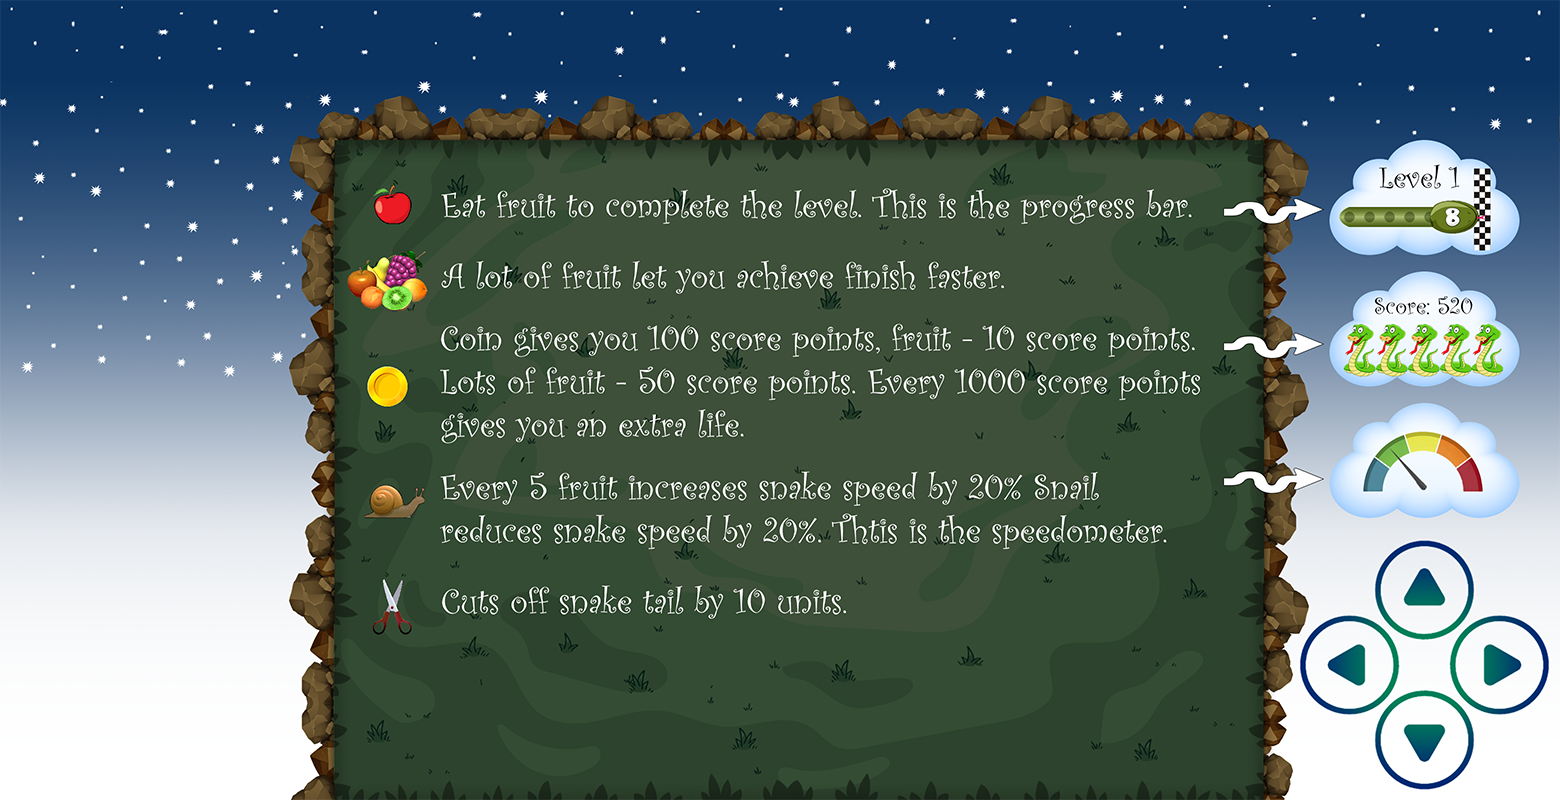 Eat fruit to complete the level. This is the progress bar.
Level 1
8
A lot of fruit let you achieve finish faster.
Score: 520
Coin gives you 100 score points, fruit - 10 score points.
Lots of fruit - 50 score points. Every 1000 score points
gives you an extra life.
Every 5 fruit increases snake speed by 20% Snail
reduces snake speed by 20%. Thtis is the speedometer.
Cuts off snake tail by 10 units.